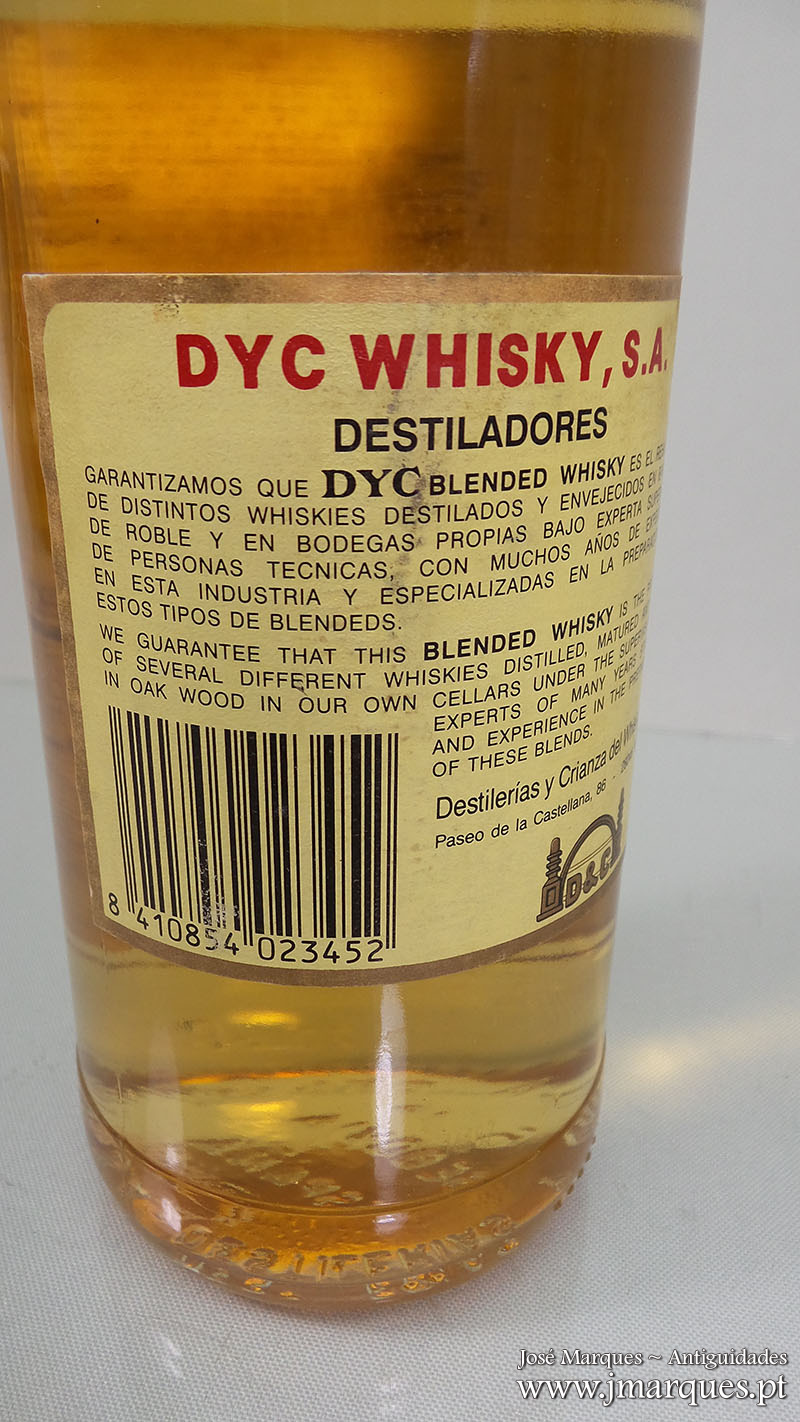 DYC WHISKY, S.A.
DESTILADORES
GARANTIZAMOS QUE DYC BLENDED WHISKY ES EL
DE DISTINTOS WHISKIES DESTILADOS Y ENVEJECIDOS EN
DE ROBLE Y EN BODEGAS PROPIAS BAJO EXPERTA
DE PERSONAS TECNICAS, CON MUCHOS AÑOS DE
EN ESTA INDUSTRIA Y ESPECIALIZADAS EN LA
ESTOS TIPOS DE BLENDEDS.
WE GUARANTEE THAT THIS BLENDED WHISKY IS THE
OF SEVERAL DIFFERENT WHISKIES DISTILLED, MATURED
IN OAK WOOD IN OUR OWN CELLARS UNDER THE
EXPERTS OF MANY YEARS
AND EXPERIENCE IN THE
OF THESE BLENDS.
Destilerías y Crianza del
Paseo de la Castellana, 86
D&C
8 410854 023452
José Marques ~ Antiguidades
www.jmarques.pt